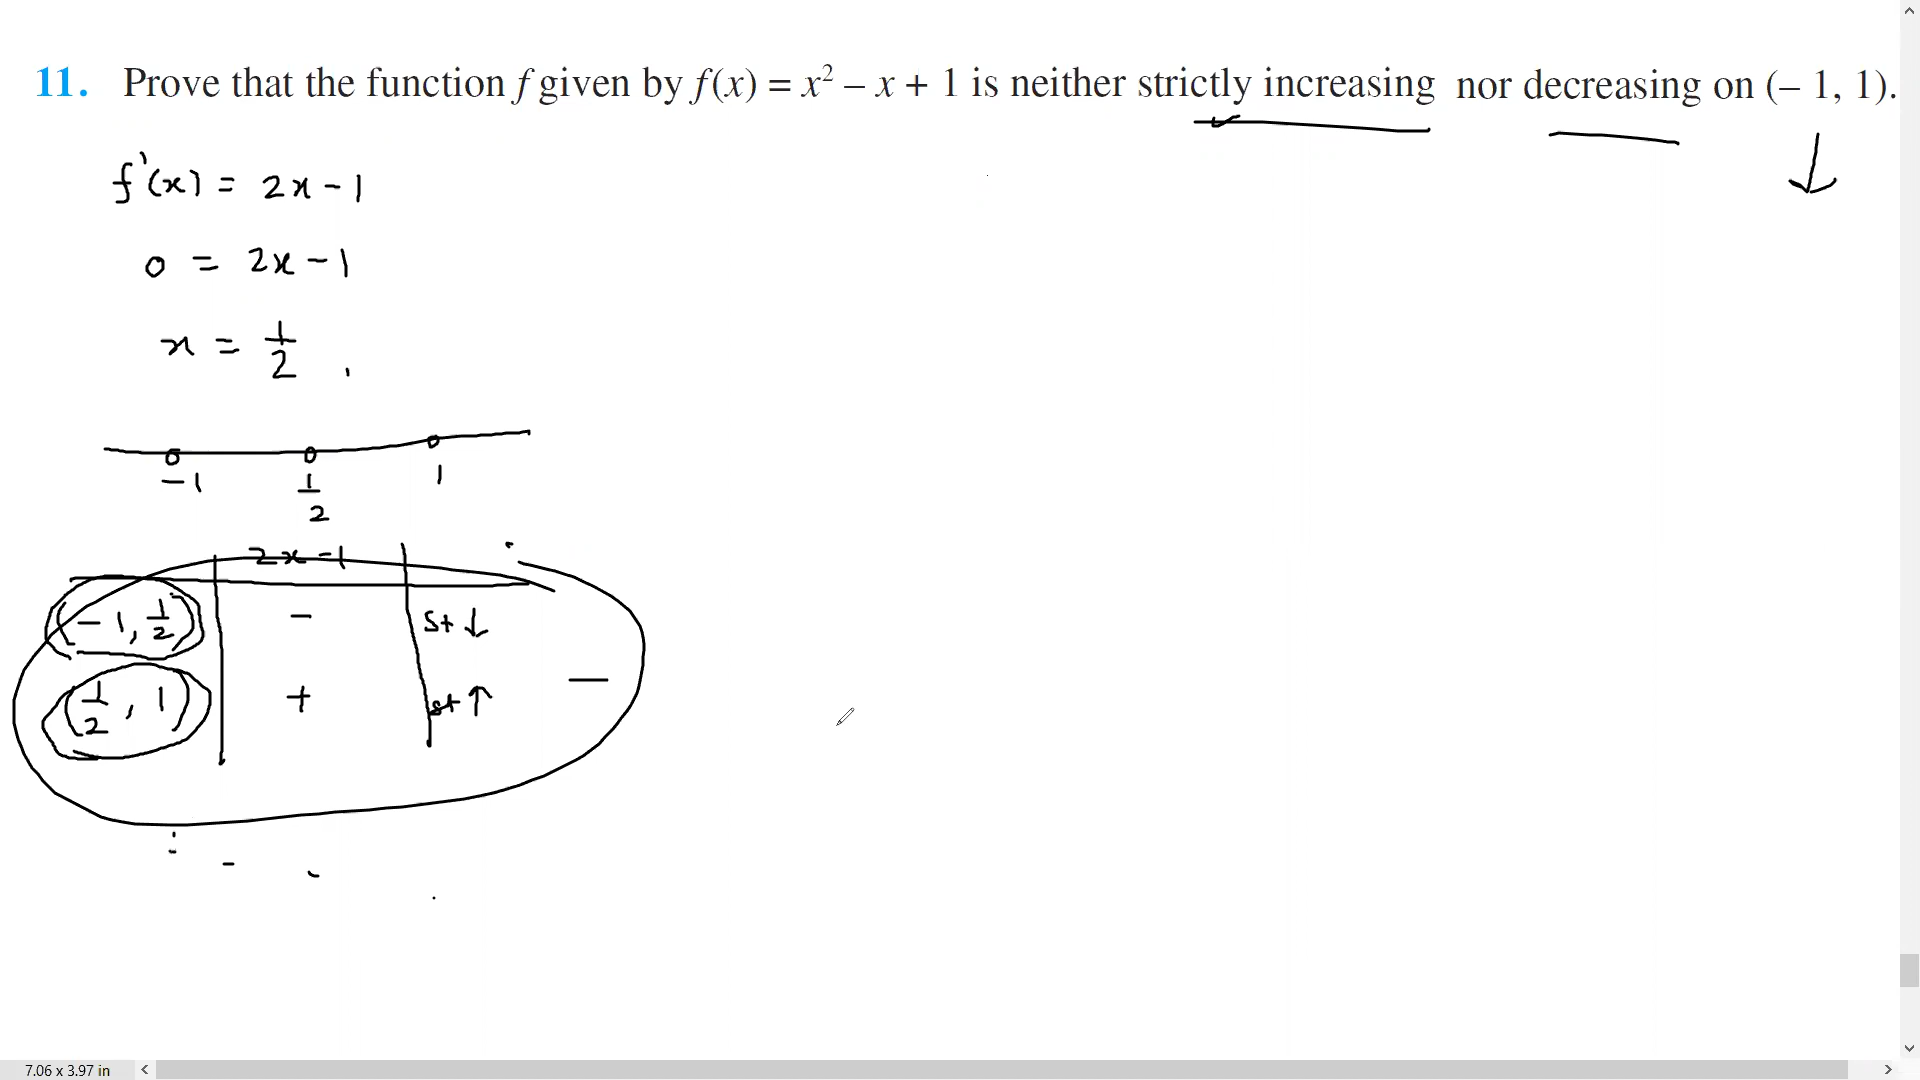 11. Prove that the function f given by f(x) = x² – x + 1 is neither strictly increasing nor decreasing on (– 1, 1).
f'(x) = 2x - 1
0 = 2x - 1
x = 1/2
-1 1/2 1
2x - 1
(-1, 1/2) - st ↓
(1/2, 1) + st ↑
7.06 x 3.97 in